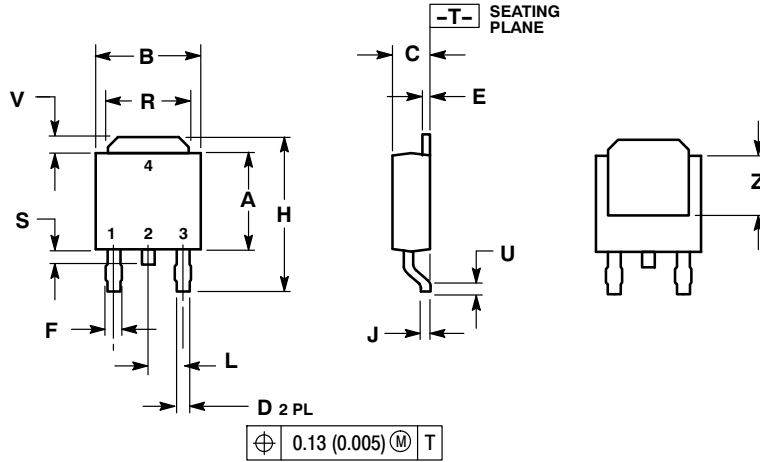 –T– SEATING
PLANE
B
C
V
R
E
4
Z
A
H
S
1 2 3
U
F
J
L
D 2 PL
⌖ 0.13 (0.005) Ⓜ T